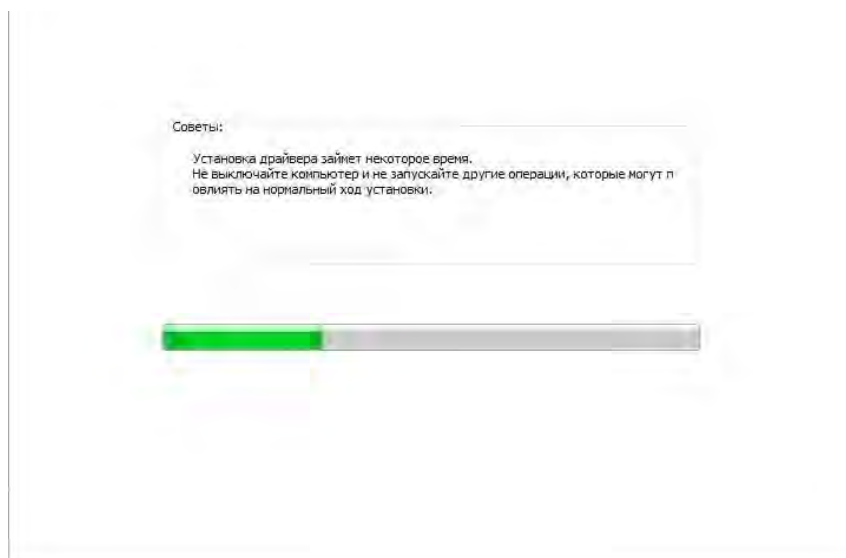 Советы:
Установка драйвера займет некоторое время.
Не выключайте компьютер и не запускайте другие операции, которые могут п
овлиять на нормальный ход установки.